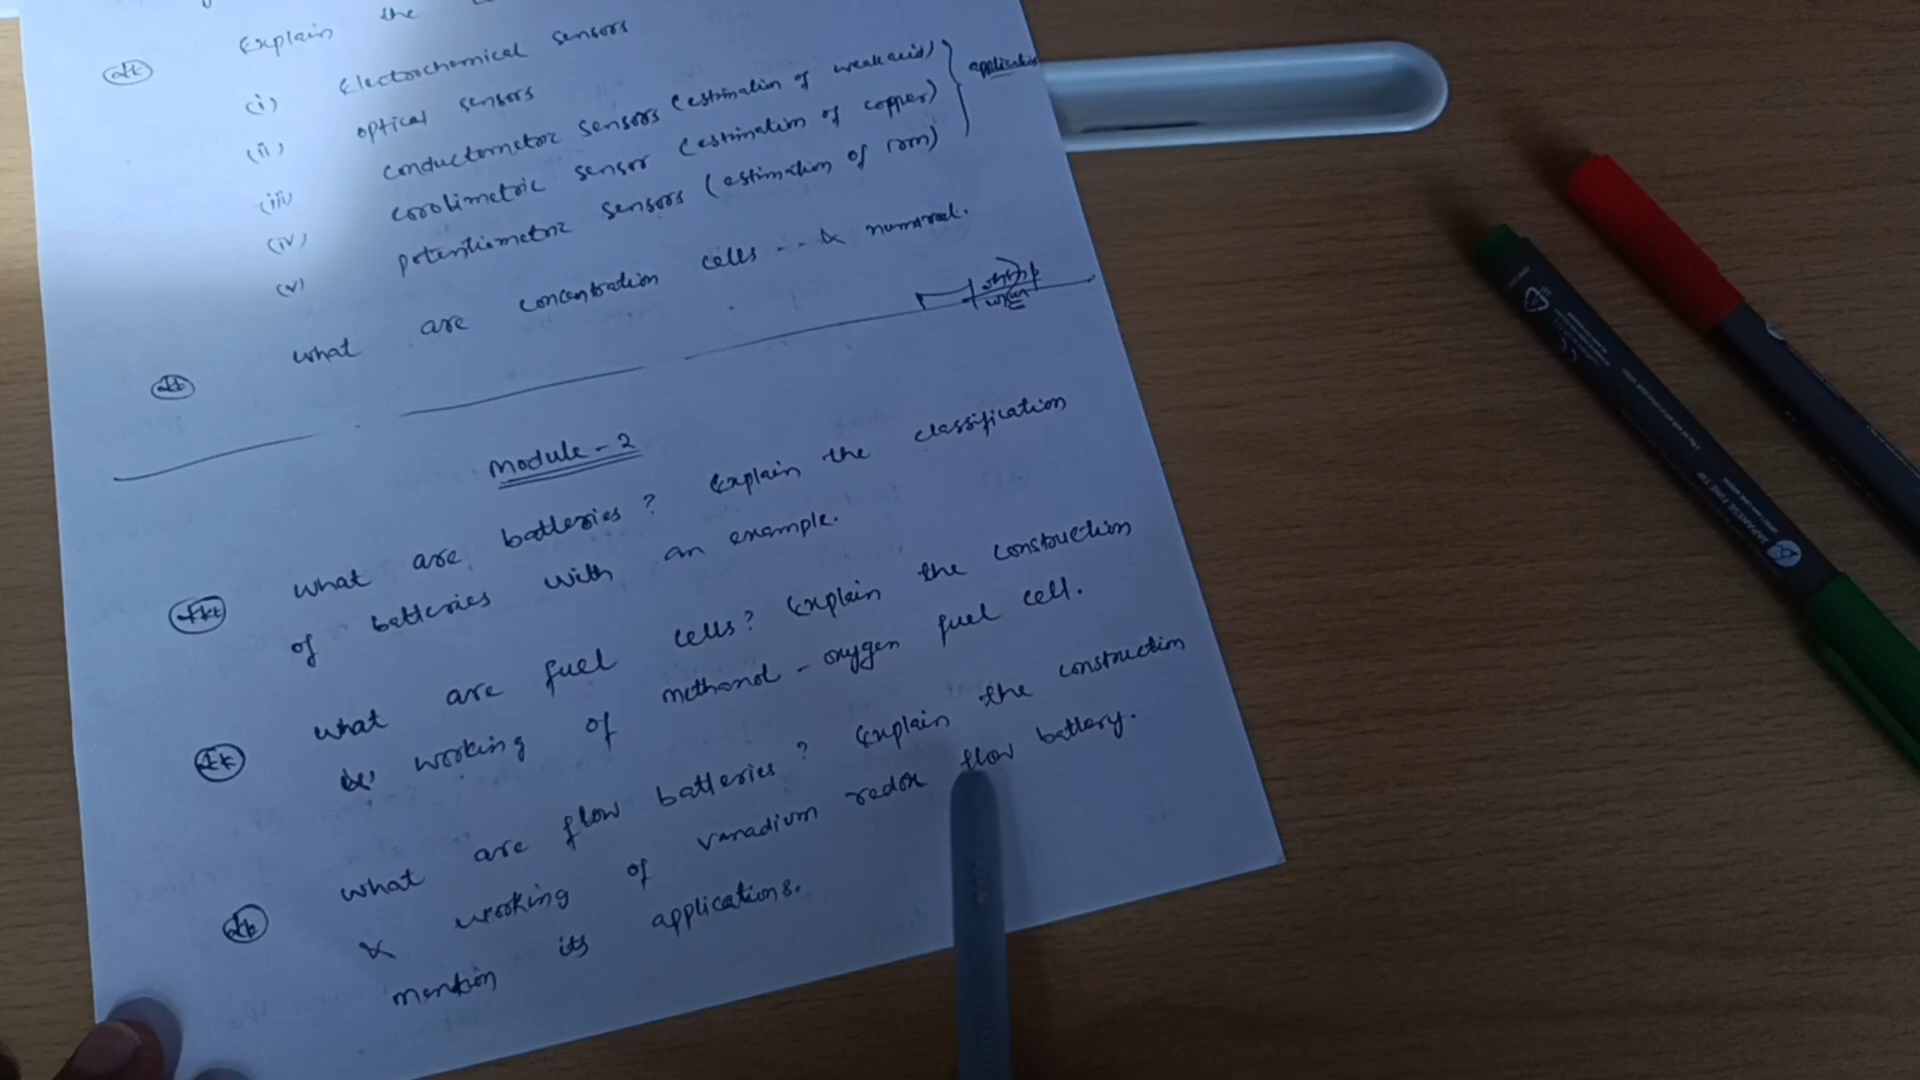 Explain the
(i) Electrochemical sensors
(ii) optical sensors
(iii) conductometric sensors (estimation of weak acid)
(iv) corolimetric sensor (estimation of copper)
(v) potentiometric sensors (estimation of iron)
application
what are concentration cells -- & numerical.
Module - 2
what are batteries? Explain the classification
of batteries with an example.
what are fuel cells? Explain the construction
& working of methanol - oxygen fuel cell.
what are flow batteries? Explain the construction
& working of vanadium redox flow battery.
mention its applications.